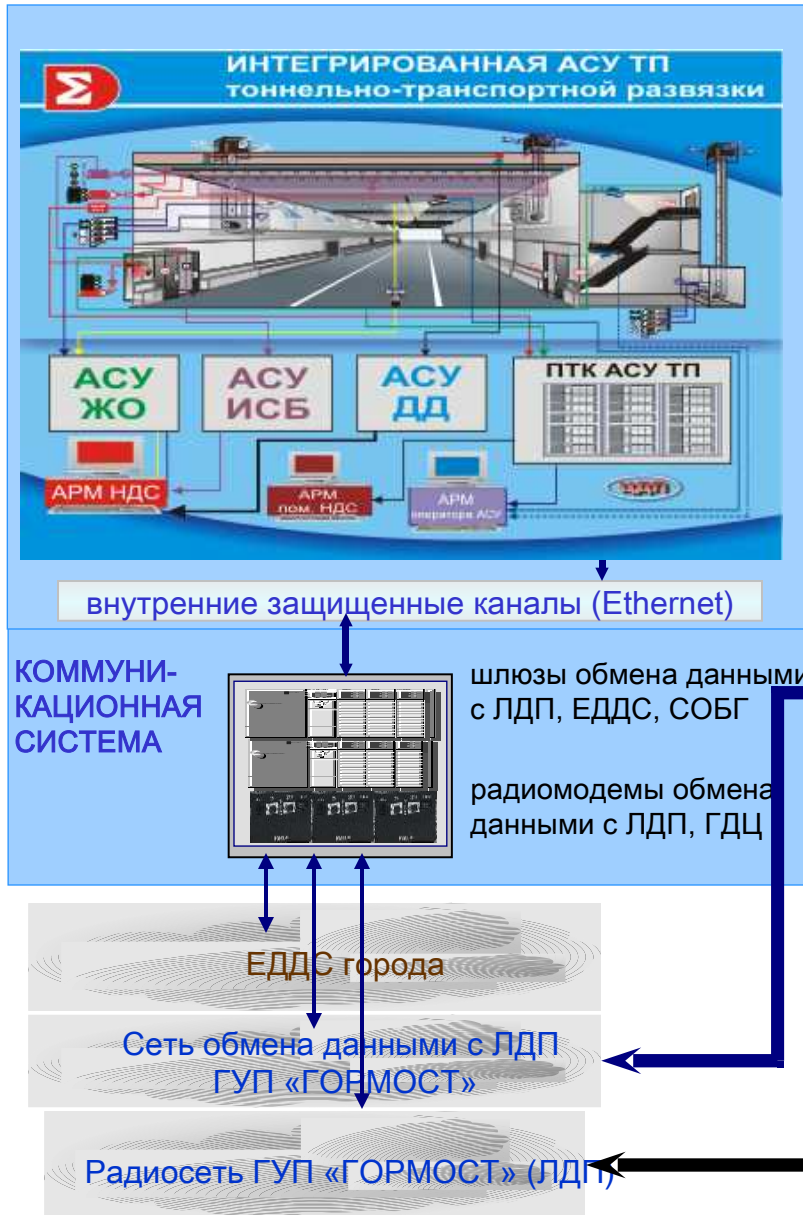 Σ
ИНТЕГРИРОВАННАЯ АСУ ТП
тоннельно-транспортной развязки
АСУ
ЖО
АСУ
ИСБ
АСУ
ДД
ПТК АСУ ТП
АРМ НДС
АРМ
пом. НДС
АРМ
оператора АСУ
внутренние защищенные каналы (Ethernet)
КОММУНИ-
КАЦИОННАЯ
СИСТЕМА
шлюзы обмена данными
с ЛДП, ЕДДС, СОБГ
радиомодемы обмена
данными с ЛДП, ГДЦ
ЕДДС города
Сеть обмена данными с ЛДП
ГУП «ГОРМОСТ»
Радиосеть ГУП «ГОРМОСТ» (ЛДП)